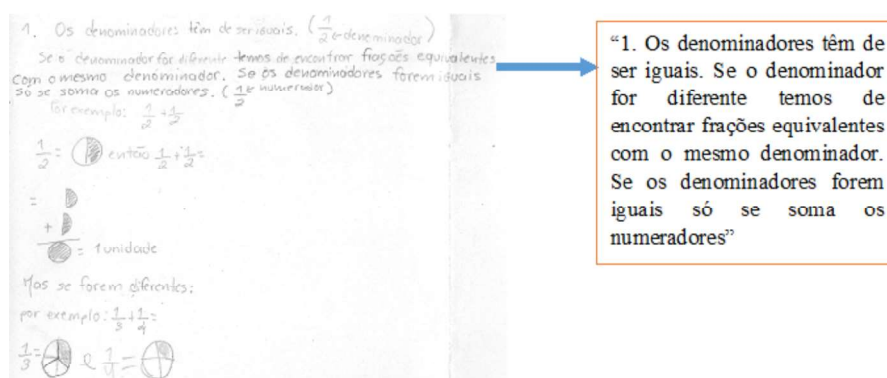 1. Os denominadores têm de ser iguais. (1/2 ← denominador)
Se o denominador for diferente temos de encontrar frações equivalentes
com o mesmo denominador. Se os denominadores forem iguais
só se soma os numeradores. (1/2 ← numerador)
Por exemplo: 1/2 + 1/2
1/2 = então 1/2 + 1/2 =
=
+
= 1 unidade
Mas se forem diferentes:
por exemplo: 1/3 + 1/4 =
1/3 = e 1/4 =
“1. Os denominadores têm de
ser iguais. Se o denominador
for diferente temos de
encontrar frações equivalentes
com o mesmo denominador.
Se os denominadores forem
iguais só se soma os
numeradores”